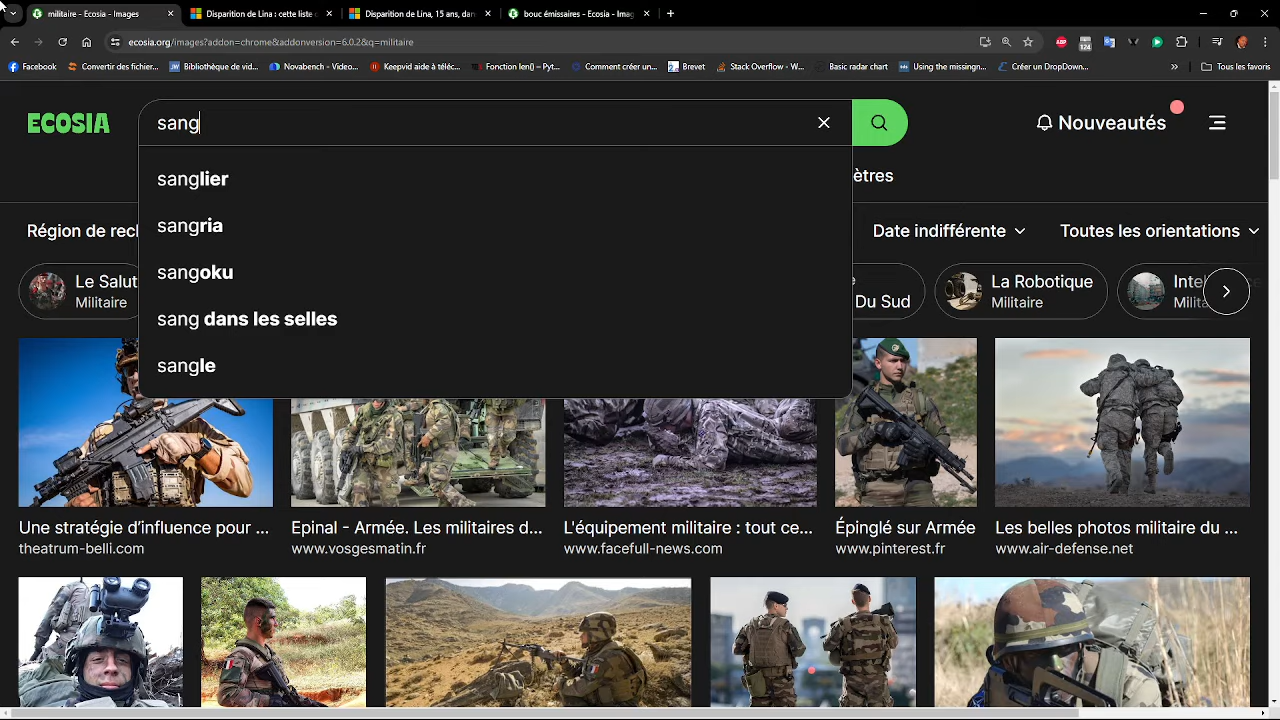 militaire - Ecosia - Images
Disparition de Lina : cette liste
Disparition de Lina, 15 ans, dan
bouc émissaires - Ecosia - Imag
ecosia.org/images?addon=chrome&addonversion=6.0.2&q=militaire
124
Facebook
Convertir des fichier...
Bibliothèque de vid...
Novabench - Video...
Keepvid aide à téléc...
Fonction len() – Pyt...
Comment créer un...
Brevet
Stack Overflow - W...
Basic radar chart
Using the missingn...
Créer un DropDown...
»
Tous les favoris
ECOSIA
sang
Nouveautés
sanglier
sangria
sangoku
sang dans les selles
sangle
ètres
Région de rech
Date indifférente
Toutes les orientations
Le Salut
Militaire
Du Sud
La Robotique
Militaire
Inte
Milita
Une stratégie d'influence pour ...
theatrum-belli.com
Epinal - Armée. Les militaires d...
www.vosgesmatin.fr
L'équipement militaire : tout ce...
www.facefull-news.com
Épinglé sur Armée
www.pinterest.fr
Les belles photos militaire du ...
www.air-defense.net